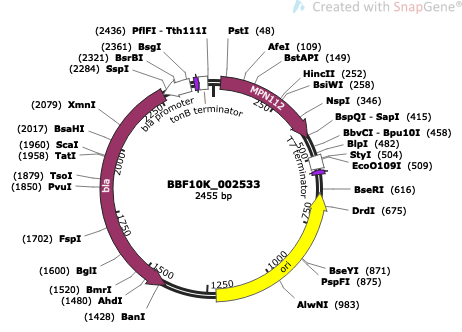 Created with SnapGene®
(2436) PflFI - Tth111I
PstI (48)
(2361) BsgI
AfeI (109)
(2321) BsrBI
BstAPI (149)
(2284) SspI
HincII (252)
BsiWI (258)
(2079) XmnI
NspI (346)
BspQI - SapI (415)
(2017) BsaHI
BbvCI - Bpu10I (458)
(1960) ScaI
BlpI (482)
(1958) TatI
StyI (504)
EcoO109I (509)
(1879) TsoI
(1850) PvuI
BseRI (616)
DrdI (675)
(1702) FspI
BseYI (871)
(1600) BglI
PspFI (875)
(1520) BmrI
(1480) AhdI
AlwNI (983)
(1428) BanI
MPN112
bla promoter
tonB terminator
T7 terminator
bla
ori
250
500
750
1000
1250
1500
1750
2000
2250
BBF10K_002533
2455 bp